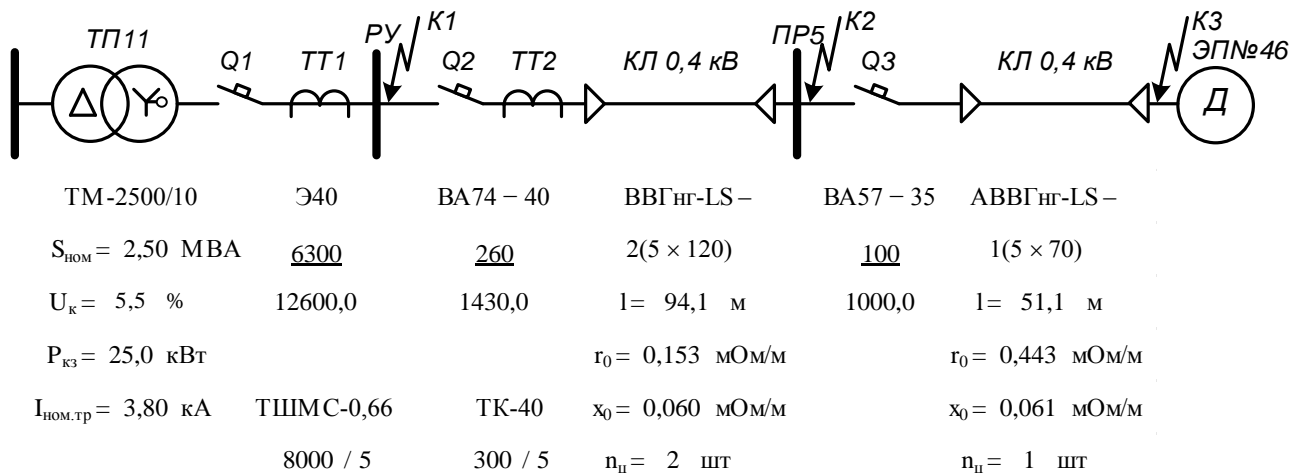 ТП11
Q1
ТТ1
РУ
К1
Q2
ТТ2
КЛ 0,4 кВ
ПР5
К2
Q3
КЛ 0,4 кВ
К3
ЭП№46
Д
ТМ-2500/10 Э40 ВА74 − 40 ВВГнг-LS – ВА57 − 35 АВВГнг-LS –
Sном = 2,50 МВА 6300 260 2(5 × 120) 100 1(5 × 70)
Uк = 5,5 % 12600,0 1430,0 l= 94,1 м 1000,0 l= 51,1 м
Pкз = 25,0 кВт r0 = 0,153 мОм/м r0 = 0,443 мОм/м
Iном.тр = 3,80 кА ТШМС-0,66 ТК-40 x0 = 0,060 мОм/м x0 = 0,061 мОм/м
8000 / 5 300 / 5 nц = 2 шт nц = 1 шт